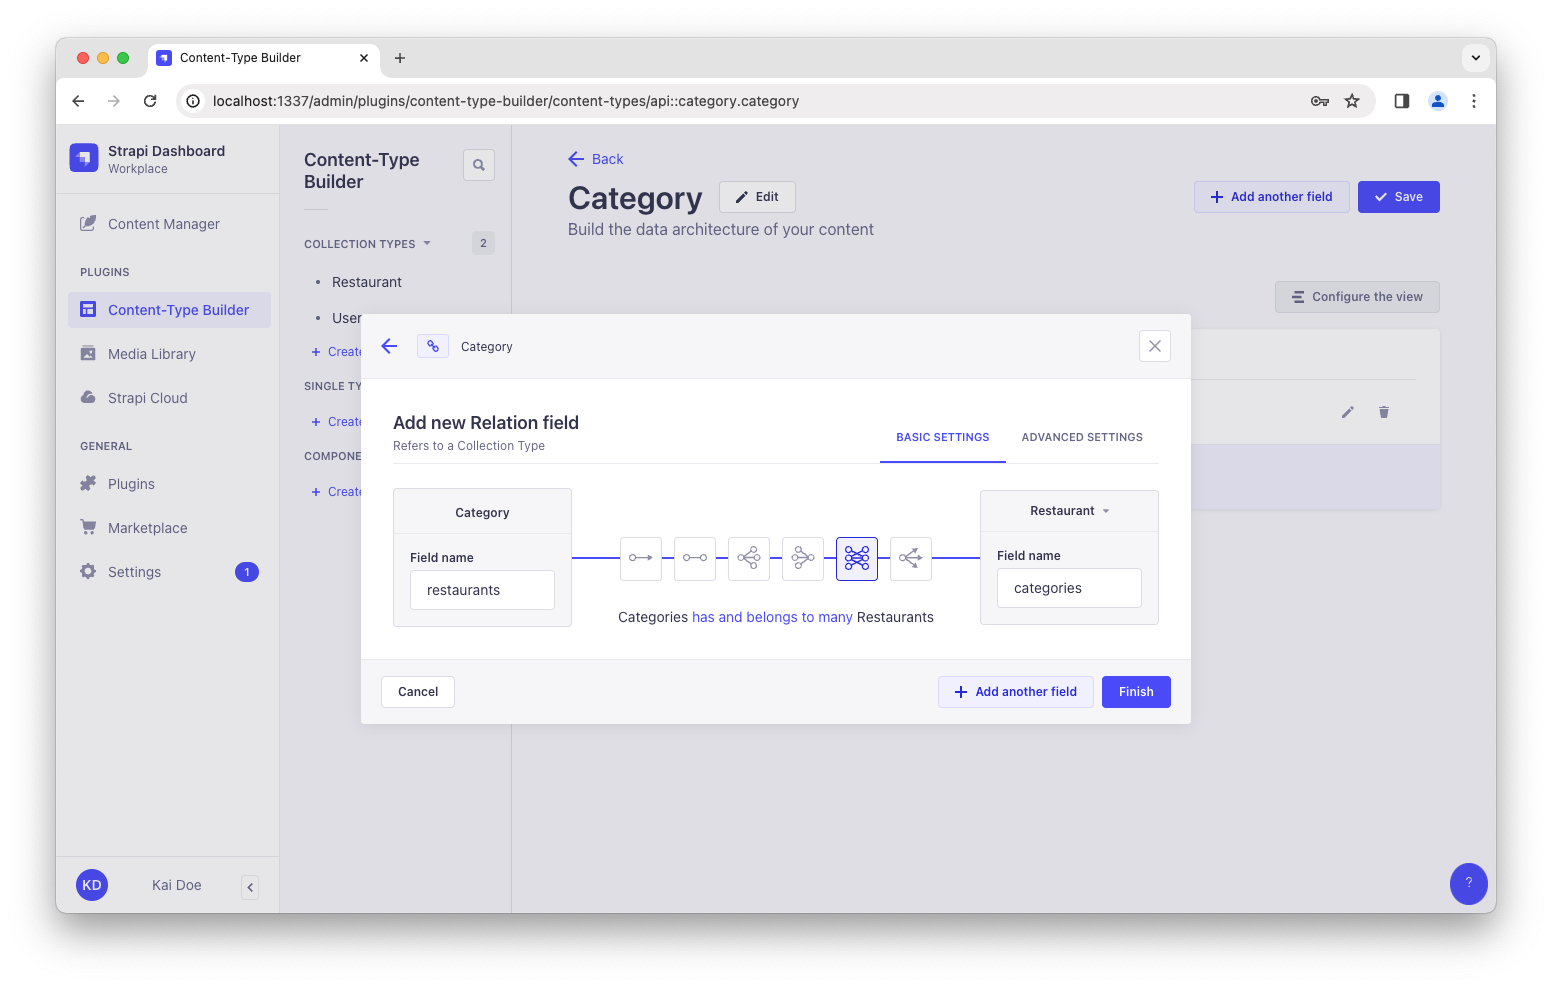 Content-Type Builder
localhost:1337/admin/plugins/content-type-builder/content-types/api::category.category
Strapi Dashboard
Workplace
Content Manager
PLUGINS
Content-Type Builder
Media Library
Strapi Cloud
GENERAL
Plugins
Marketplace
Settings
1
KD
Kai Doe
Content-Type
Builder
COLLECTION TYPES
2
Restaurant
User
Create
SINGLE TY
Create
COMPONE
Create
Back
Category
Edit
Add another field
Save
Build the data architecture of your content
Configure the view
Category
Add new Relation field
Refers to a Collection Type
BASIC SETTINGS
ADVANCED SETTINGS
Category
Field name
restaurants
Categories has and belongs to many Restaurants
Restaurant
Field name
categories
Cancel
Add another field
Finish
?